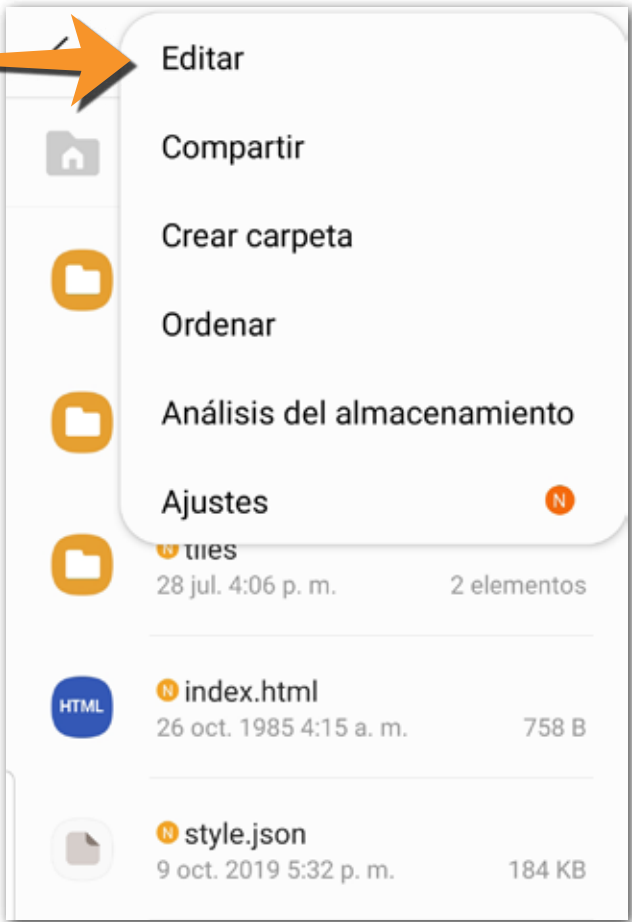 Editar
Compartir
Crear carpeta
Ordenar
Análisis del almacenamiento
Ajustes N
N tiles
28 jul. 4:06 p. m. 2 elementos
HTML
N index.html
26 oct. 1985 4:15 a. m. 758 B
N style.json
9 oct. 2019 5:32 p. m. 184 KB